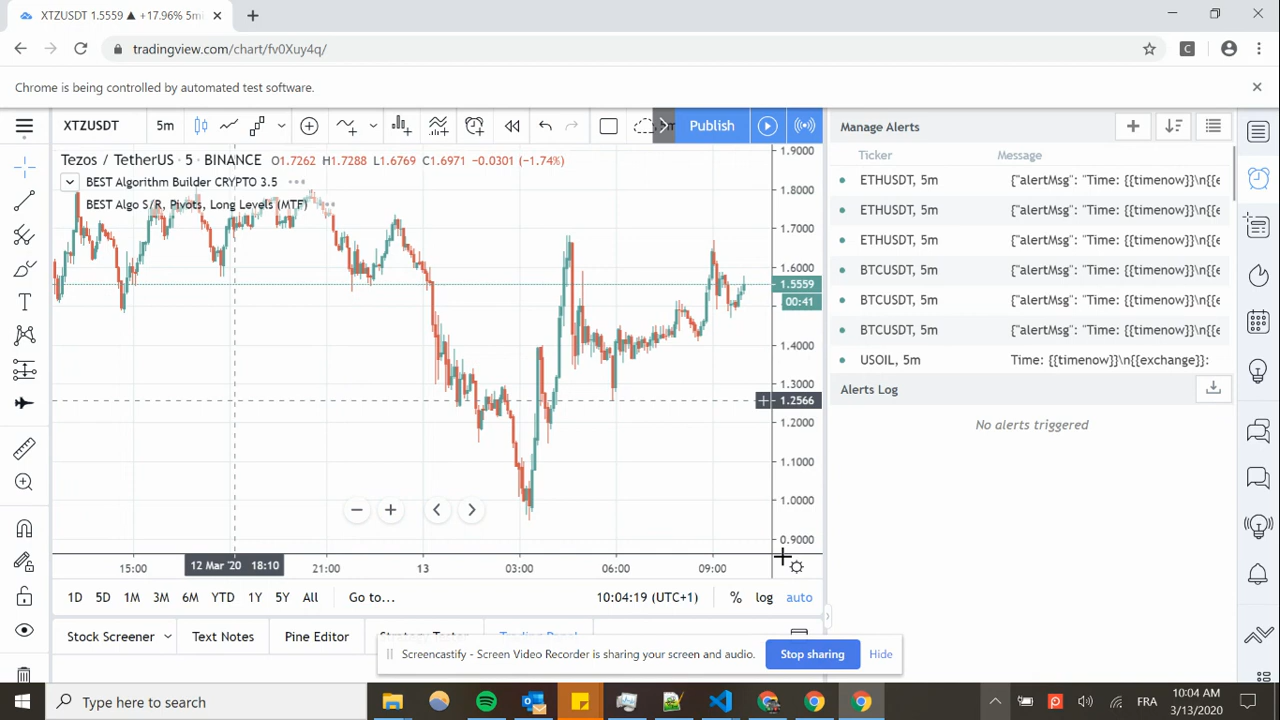 XTZUSDT 1.5559 ▲ +17.96% 5mi
tradingview.com/chart/fv0Xuy4q/
Chrome is being controlled by automated test software.
XTZUSDT 5m Publish
Tezos / TetherUS · 5 · BINANCE O1.7262 H1.7288 L1.6769 C1.6971 −0.0301 (−1.74%)
BEST Algorithm Builder CRYPTO 3.5
BEST Algo S/R, Pivots, Long Levels (MTF)
1.9000
1.8000
1.7000
1.6000
1.5559
00:41
1.4000
1.3000
1.2566
1.2000
1.1000
1.0000
0.9000
15:00 12 Mar '20 18:10 21:00 13 03:00 06:00 09:00
1D 5D 1M 3M 6M YTD 1Y 5Y All Go to... 10:04:19 (UTC+1) % log auto
Stock Screener Text Notes Pine Editor Strategy Tester Trading Panel
Manage Alerts
Ticker Message
ETHUSDT, 5m {"alertMsg": "Time: {{timenow}}\n{{e
ETHUSDT, 5m {"alertMsg": "Time: {{timenow}}\n{{e
ETHUSDT, 5m {"alertMsg": "Time: {{timenow}}\n{{e
BTCUSDT, 5m {"alertMsg": "Time: {{timenow}}\n{{e
BTCUSDT, 5m {"alertMsg": "Time: {{timenow}}\n{{e
BTCUSDT, 5m {"alertMsg": "Time: {{timenow}}\n{{e
USOIL, 5m Time: {{timenow}}\n{{exchange}}:
Alerts Log
No alerts triggered
Screencastify - Screen Video Recorder is sharing your screen and audio. Stop sharing Hide
Type here to search
FRA
10:04 AM
3/13/2020